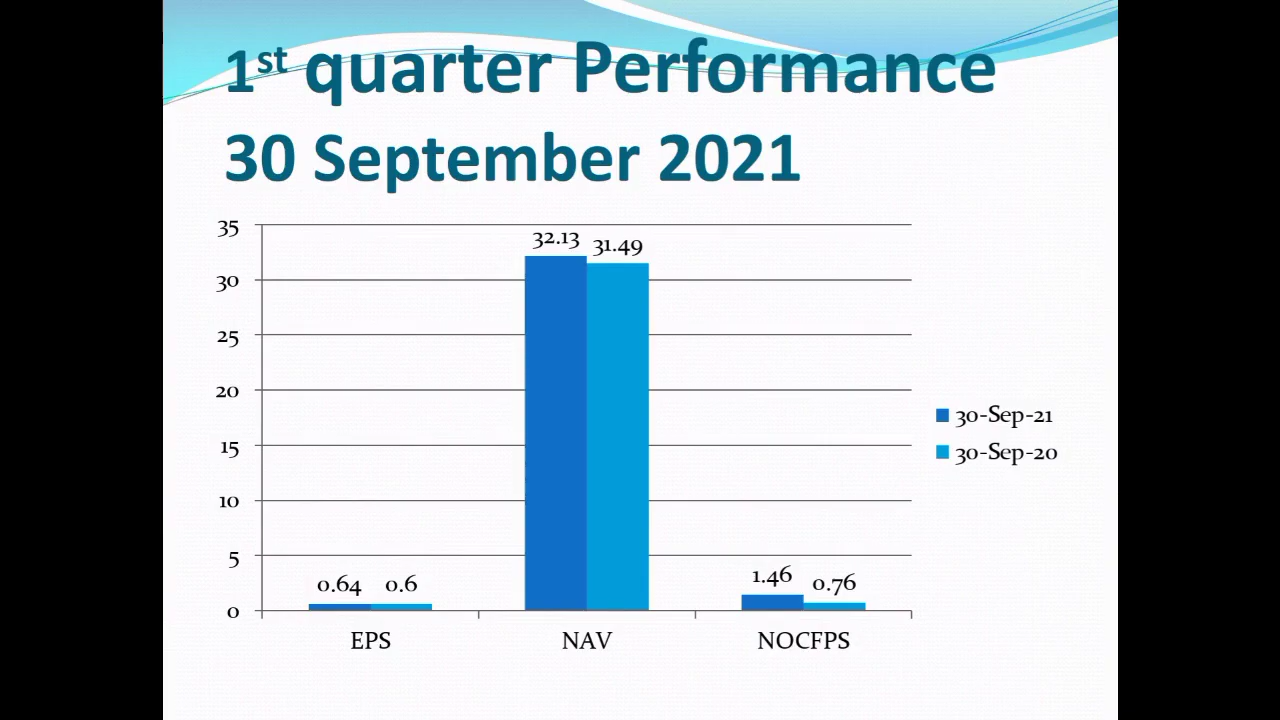 1st quarter Performance
30 September 2021
35
32.13 31.49
30
25
20
30-Sep-21
15
30-Sep-20
10
5
0.64 0.6 1.46 0.76
0
EPS NAV NOCFPS